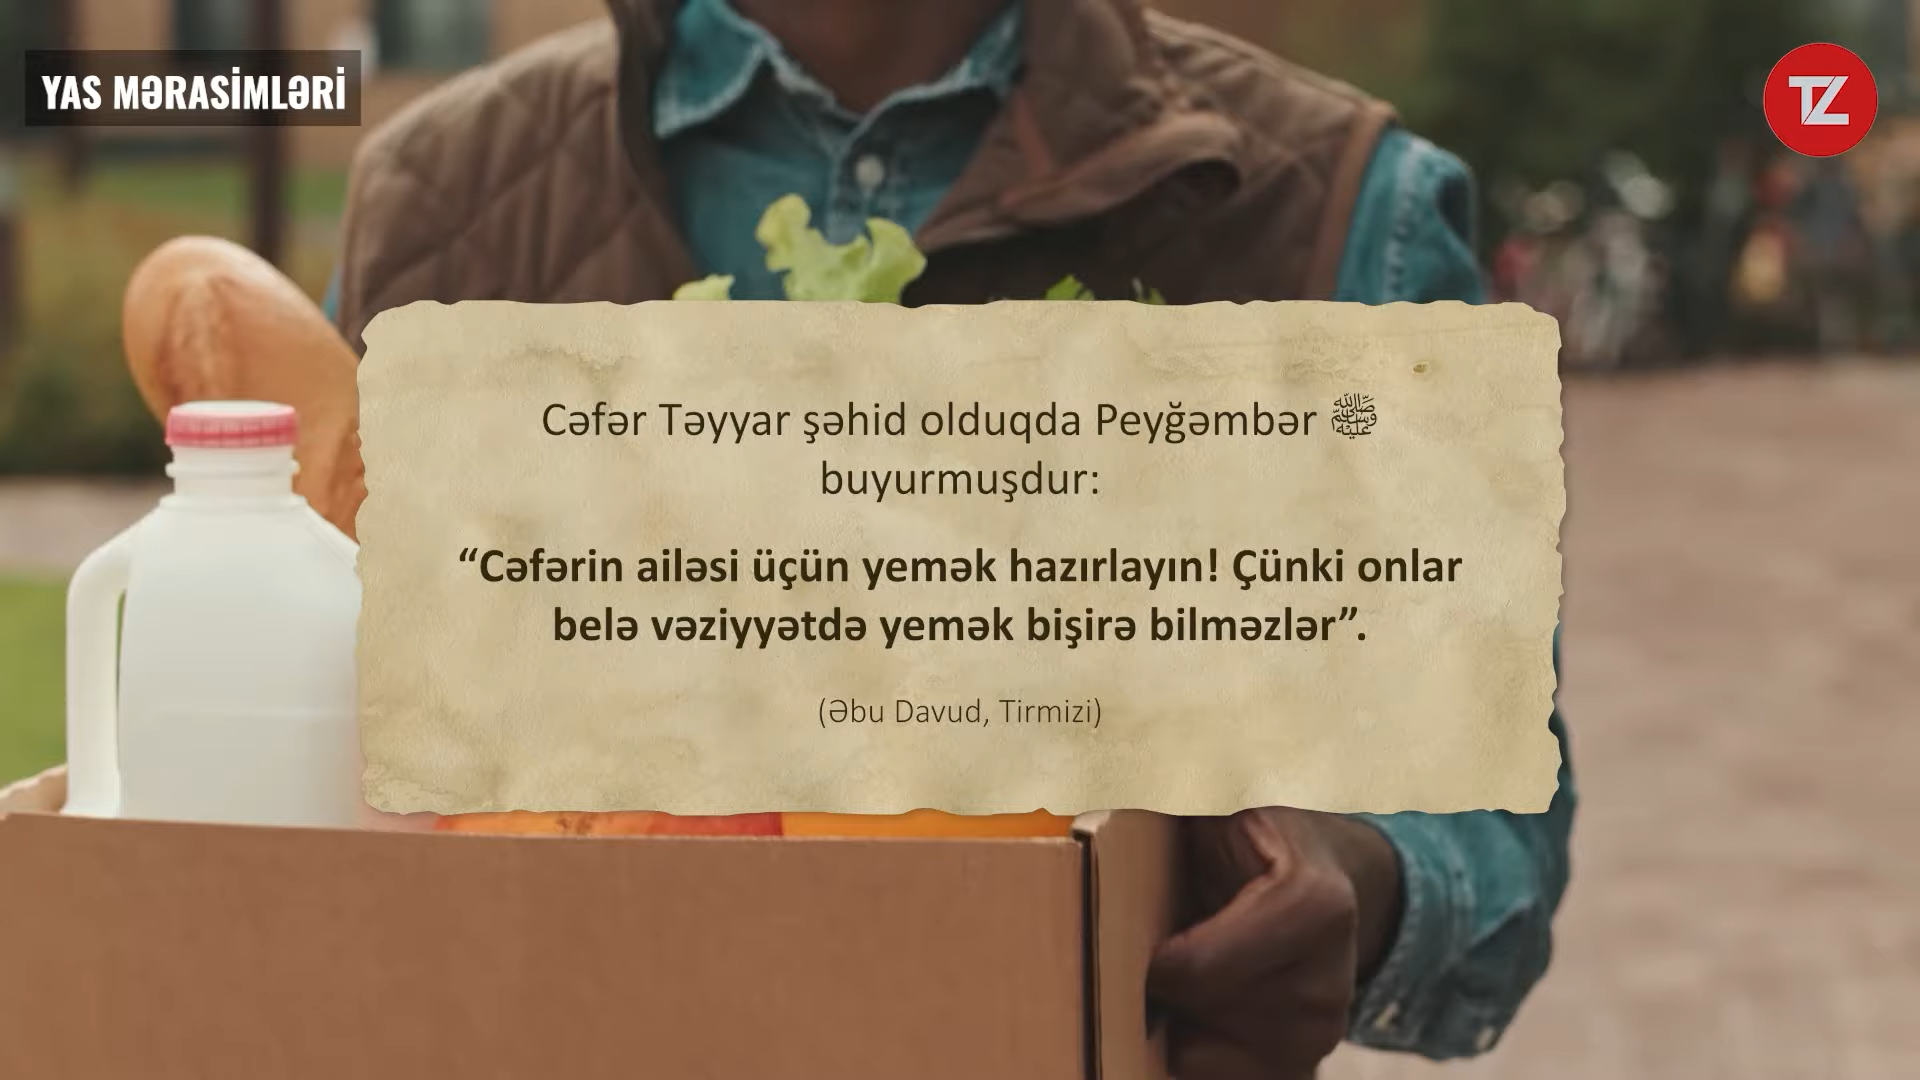 YAS MƏRASİMLƏRİ
TZ
Cəfər Təyyar şəhid olduqda Peyğəmbər ﷺ
buyurmuşdur:
“Cəfərin ailəsi üçün yemək hazırlayın! Çünki onlar
belə vəziyyətdə yemək bişirə bilməzlər”.
(Əbu Davud, Tirmizi)